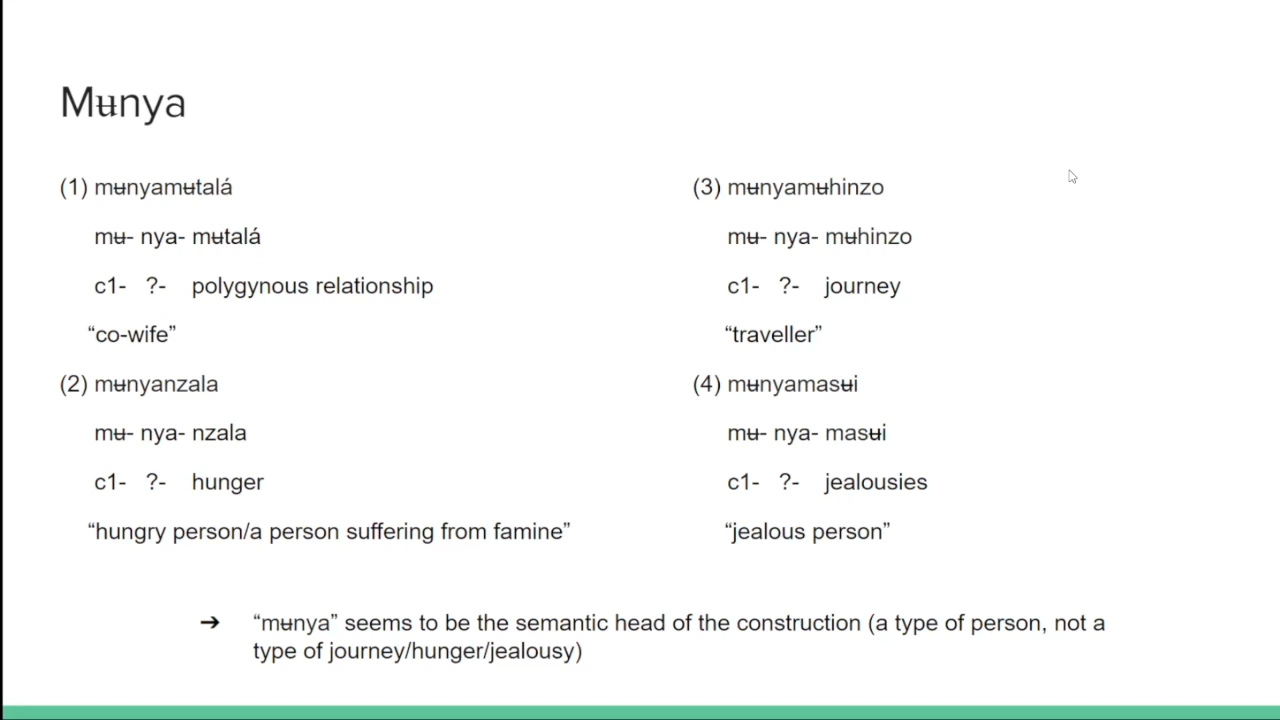 Mʉnya
(1) mʉnyamʉtalá
mʉ- nya- mʉtalá
c1- ?- polygynous relationship
“co-wife”
(2) mʉnyanzala
mʉ- nya- nzala
c1- ?- hunger
“hungry person/a person suffering from famine”
(3) mʉnyamʉhinzo
mʉ- nya- mʉhinzo
c1- ?- journey
“traveller”
(4) mʉnyamasʉi
mʉ- nya- masʉi
c1- ?- jealousies
“jealous person”
➔ “mʉnya” seems to be the semantic head of the construction (a type of person, not a
type of journey/hunger/jealousy)